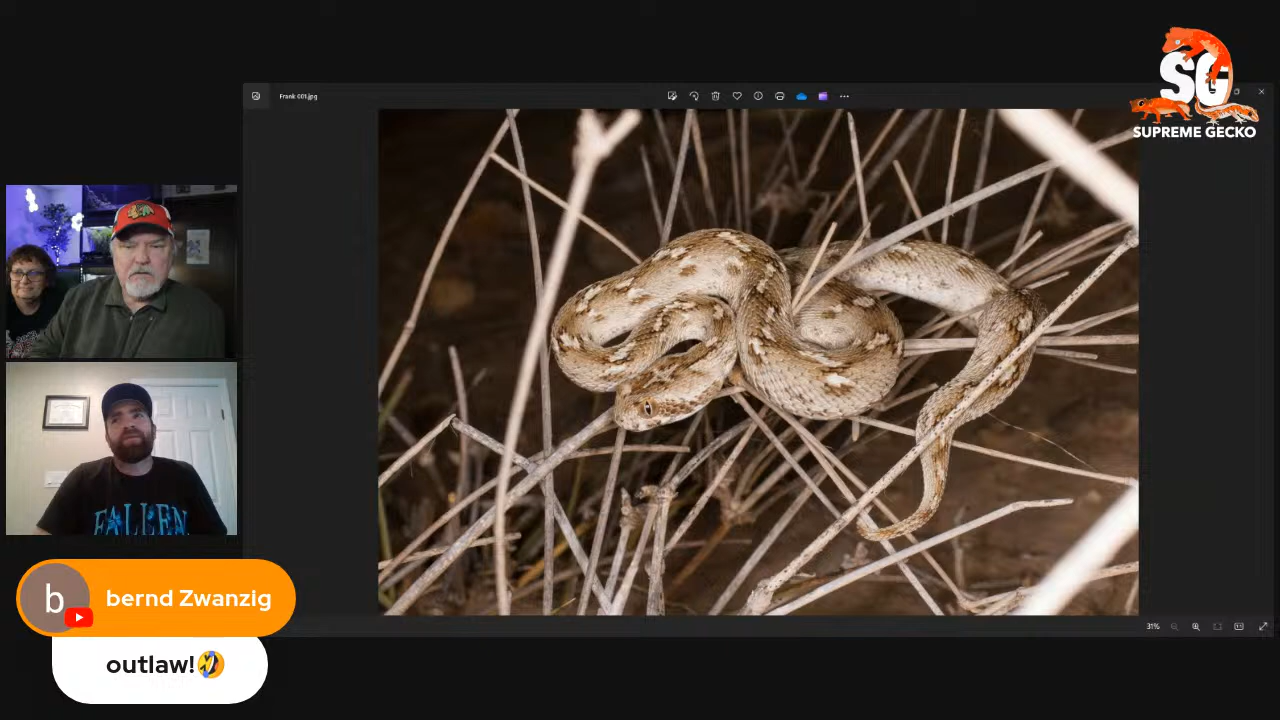 Frank 001.jpg
SG
SUPREME GECKO
FALLEN
b
bernd Zwanzig
outlaw!🤣
31%